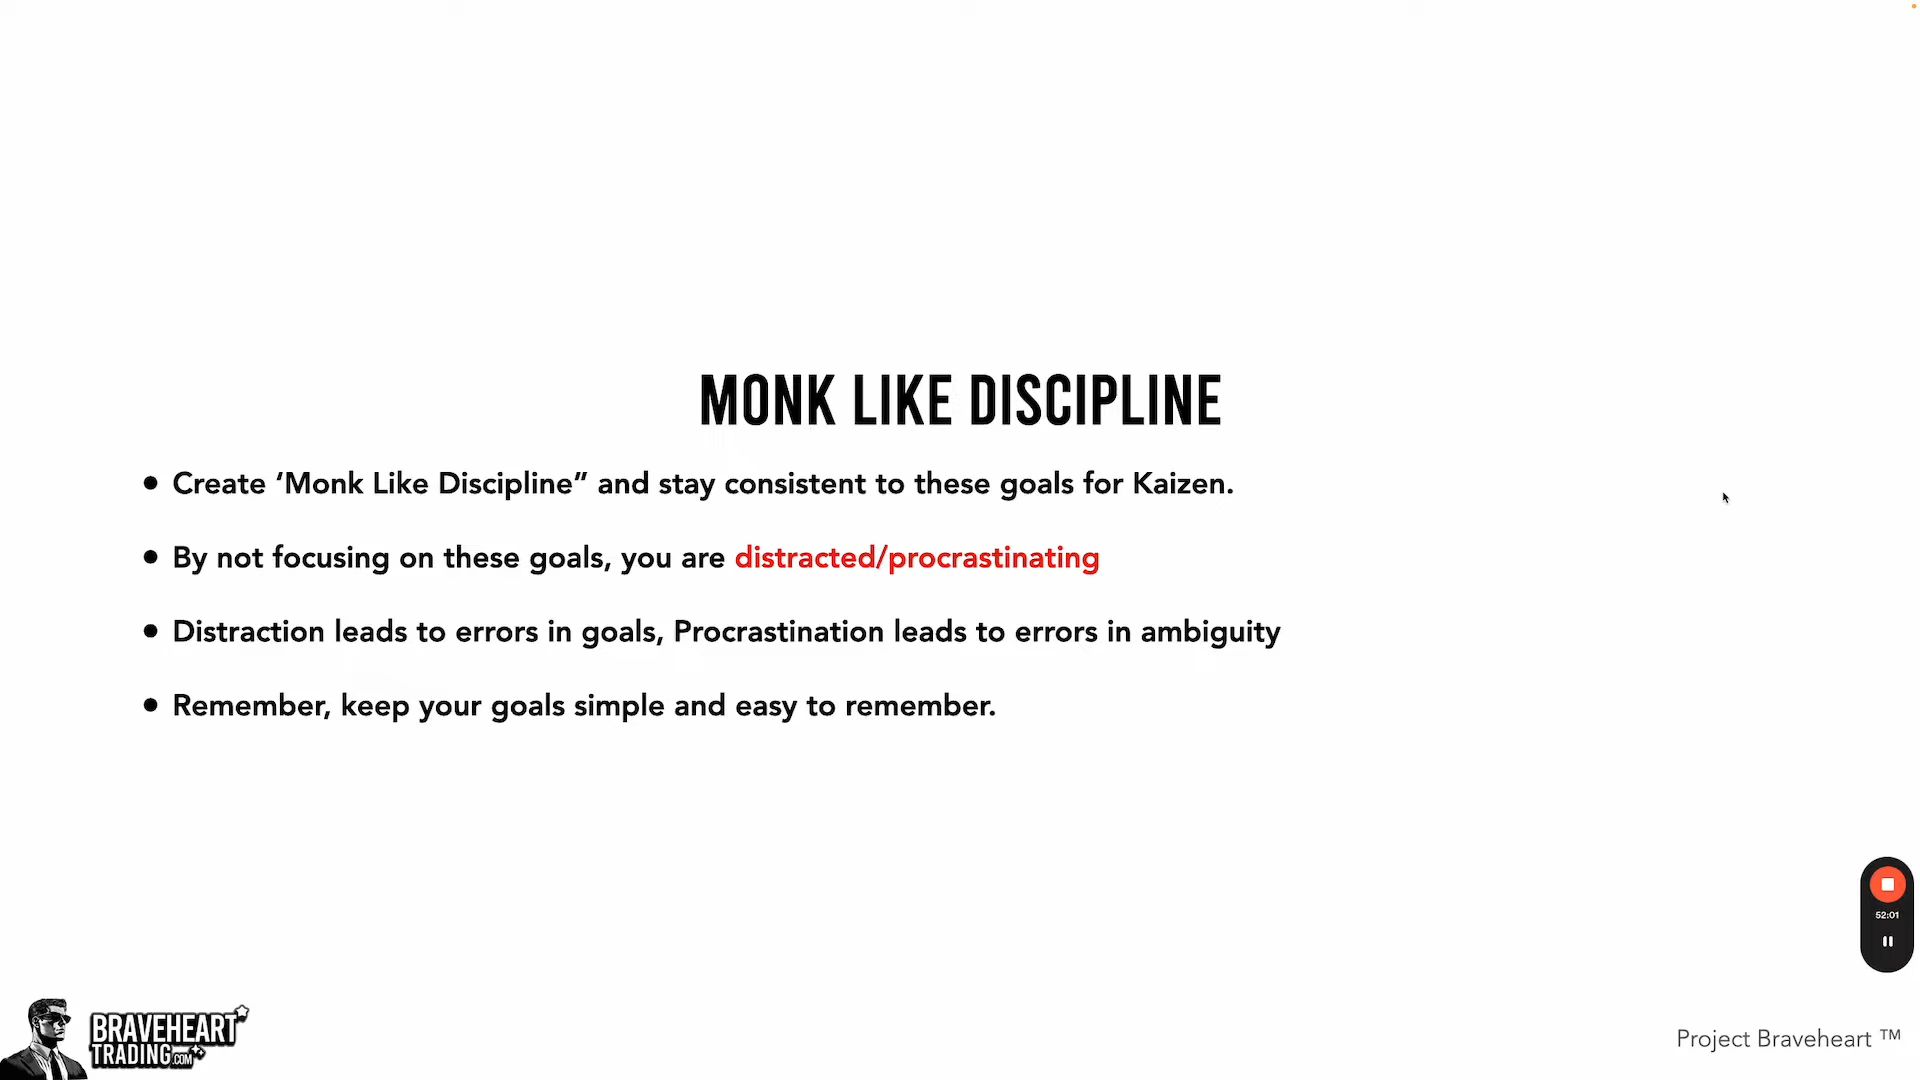 MONK LIKE DISCIPLINE
• Create ‘Monk Like Discipline” and stay consistent to these goals for Kaizen.
• By not focusing on these goals, you are distracted/procrastinating
• Distraction leads to errors in goals, Procrastination leads to errors in ambiguity
• Remember, keep your goals simple and easy to remember.
52:01
BRAVEHEART
TRADING.COM
Project Braveheart ™